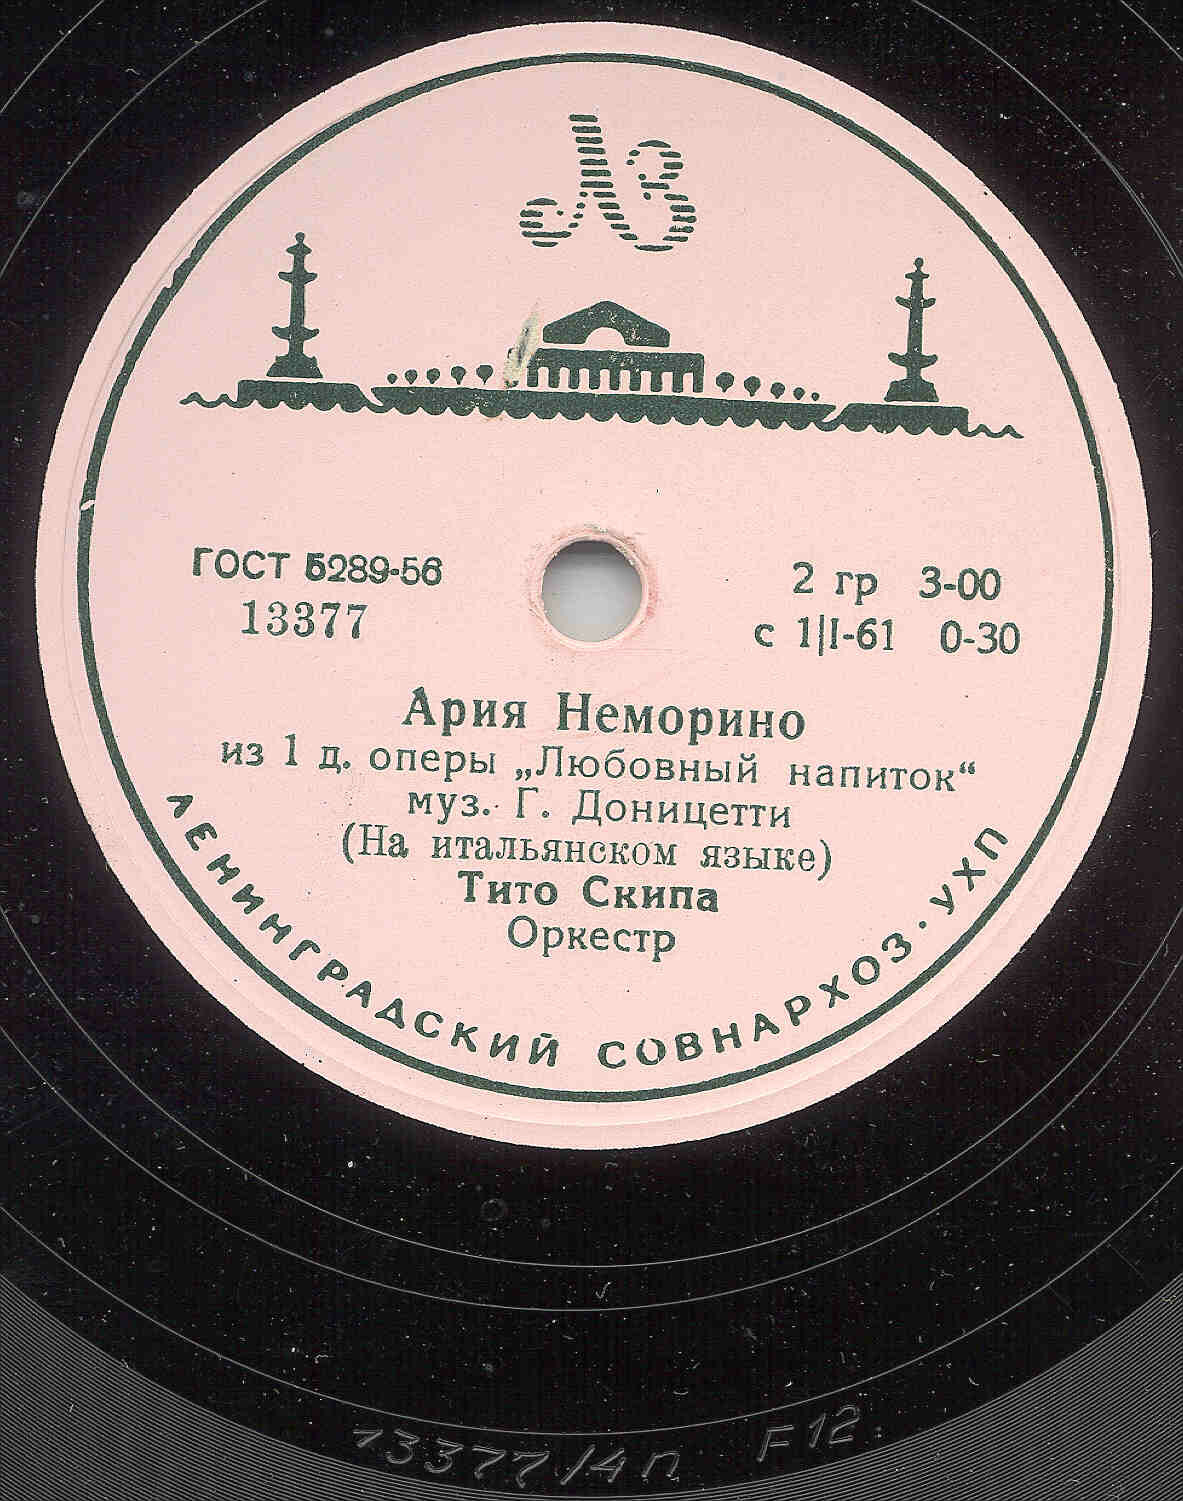 ЛЗ
ГОСТ 5289-56
13377
2 гр 3-00
с 1|I-61 0-30
Ария Неморино
из 1 д. оперы „Любовный напиток“
муз. Г. Доницетти
(На итальянском языке)
Тито Скипа
Оркестр
ЛЕНИНГРАДСКИЙ СОВНАРХОЗ·УХП
13377/4п F12